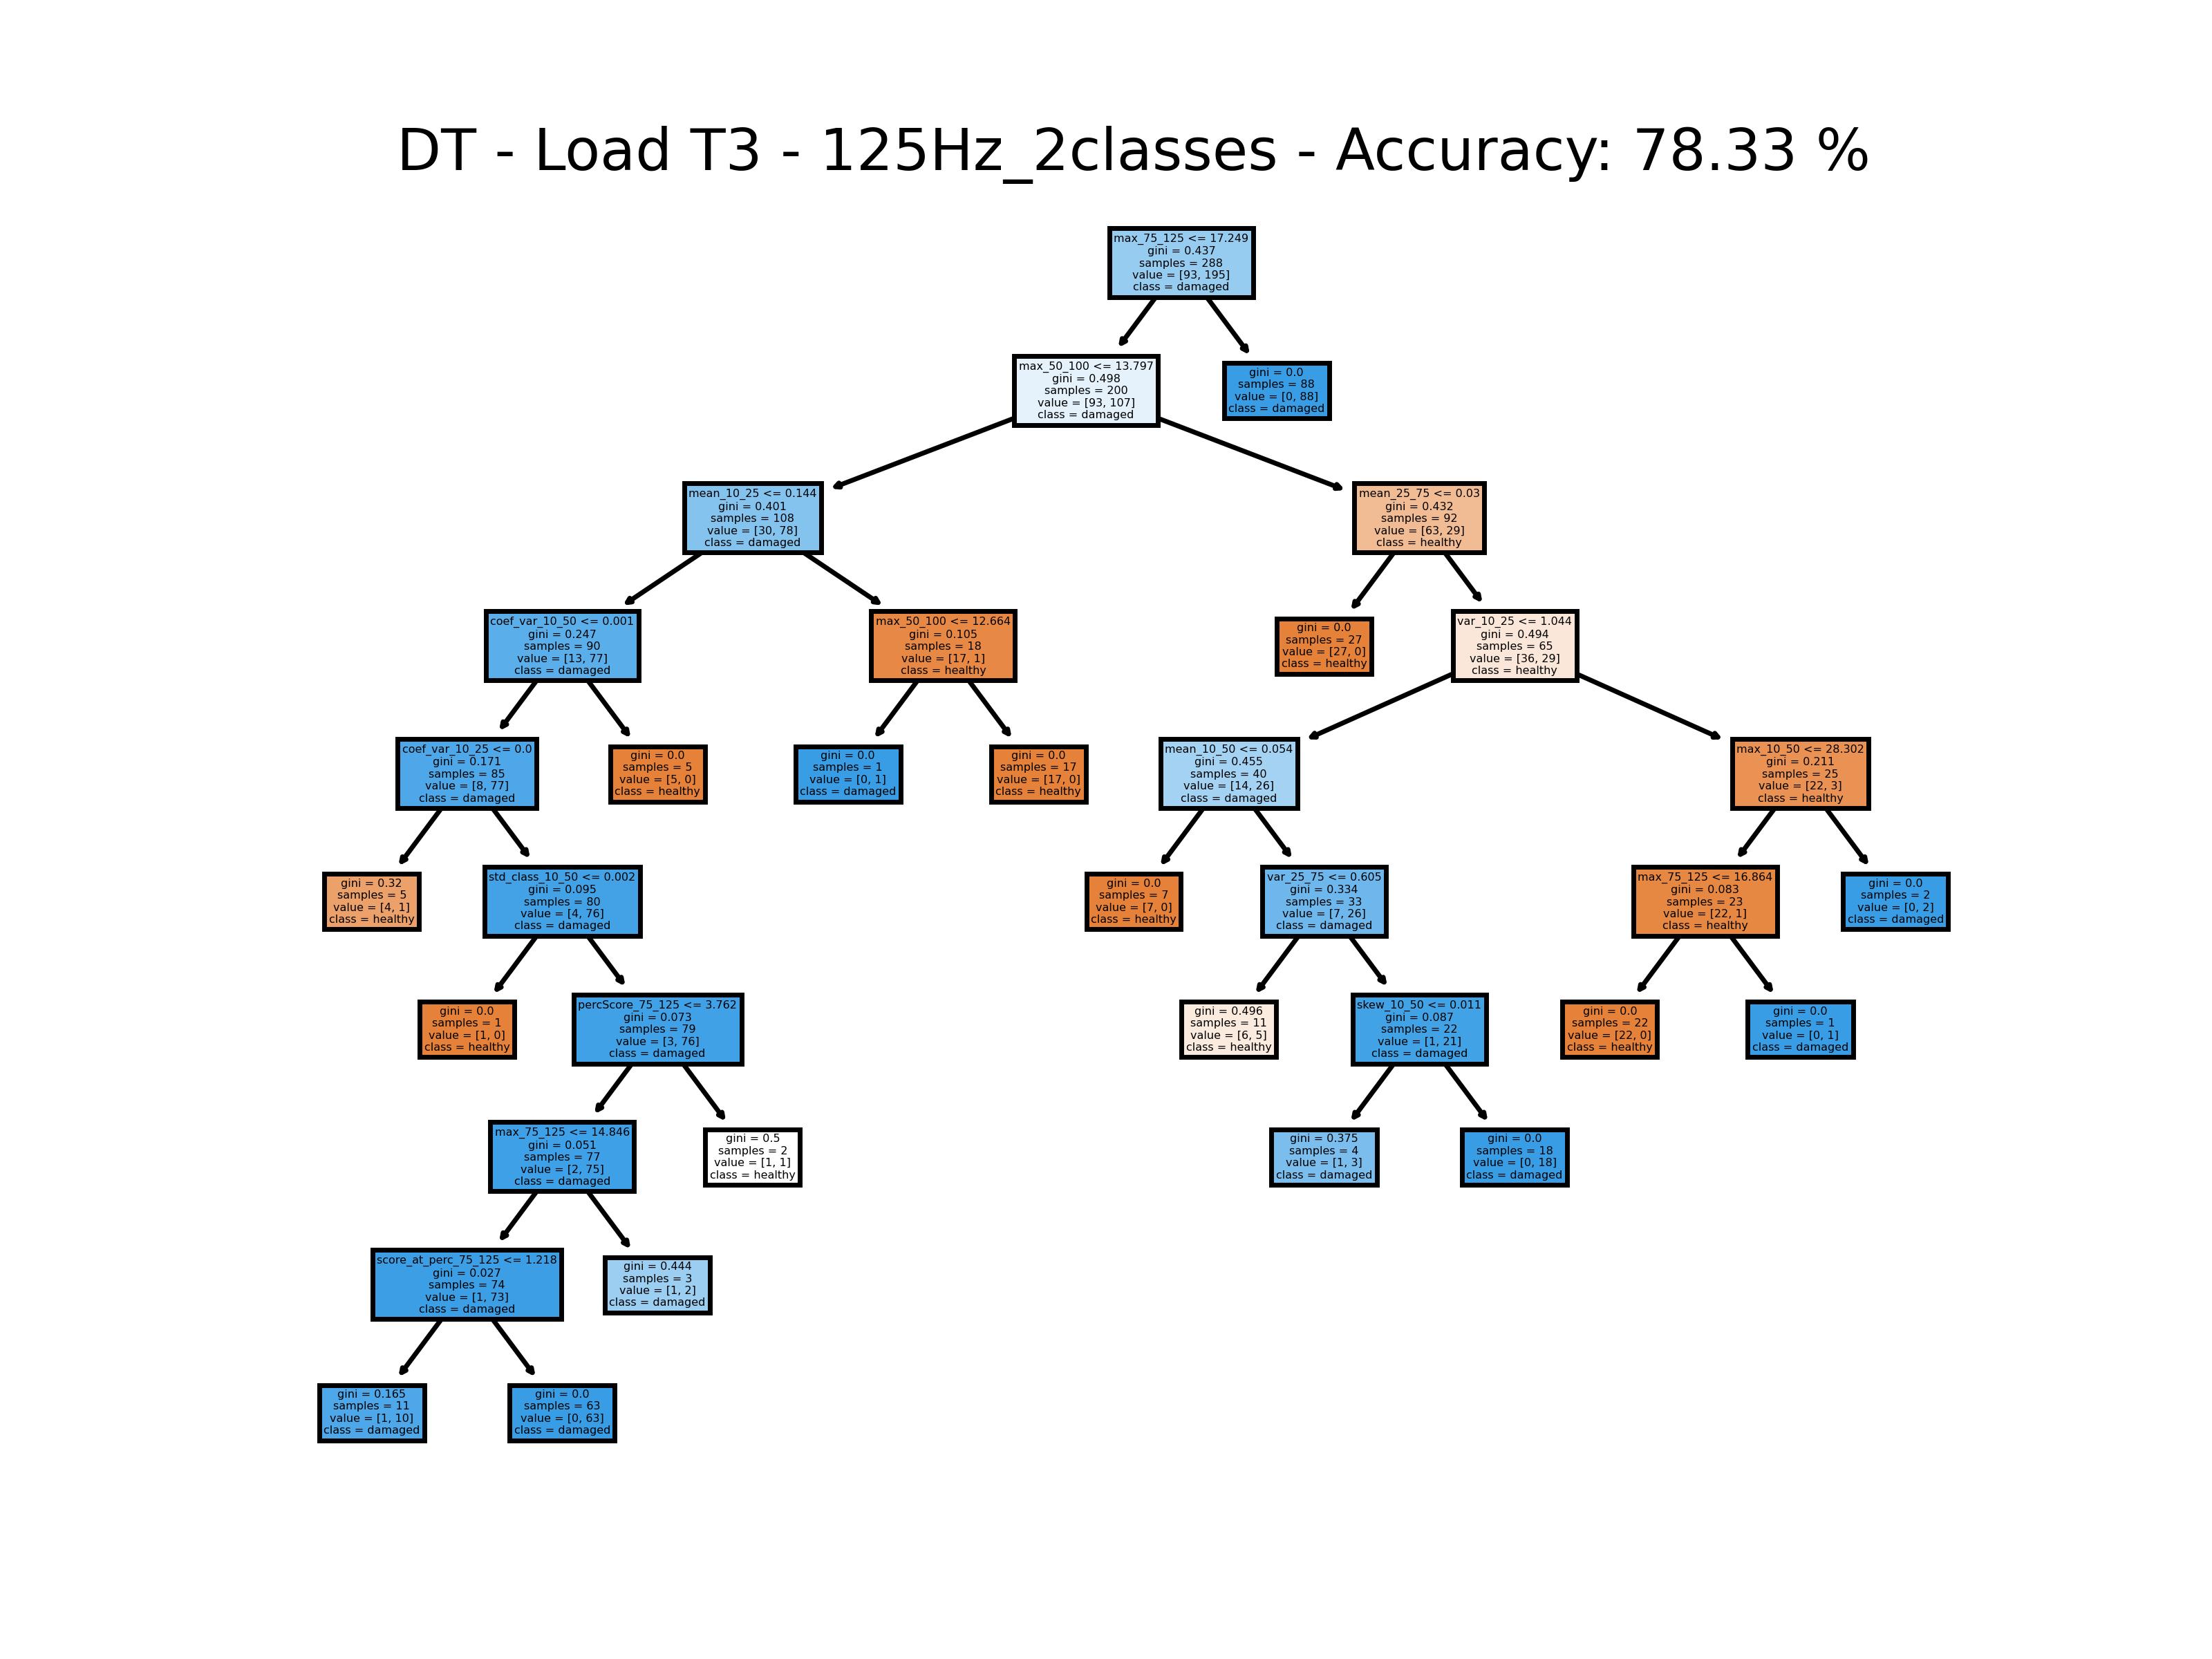 DT - Load T3 - 125Hz_2classes - Accuracy: 78.33 %
max_75_125 <= 17.249
gini = 0.437
samples = 288
value = [93, 195]
class = damaged
max_50_100 <= 13.797
gini = 0.498
samples = 200
value = [93, 107]
class = damaged
gini = 0.0
samples = 88
value = [0, 88]
class = damaged
mean_10_25 <= 0.144
gini = 0.401
samples = 108
value = [30, 78]
class = damaged
mean_25_75 <= 0.03
gini = 0.432
samples = 92
value = [63, 29]
class = healthy
coef_var_10_50 <= 0.001
gini = 0.247
samples = 90
value = [13, 77]
class = damaged
max_50_100 <= 12.664
gini = 0.105
samples = 18
value = [17, 1]
class = healthy
gini = 0.0
samples = 27
value = [27, 0]
class = healthy
var_10_25 <= 1.044
gini = 0.494
samples = 65
value = [36, 29]
class = healthy
coef_var_10_25 <= 0.0
gini = 0.171
samples = 85
value = [8, 77]
class = damaged
gini = 0.0
samples = 5
value = [5, 0]
class = healthy
gini = 0.0
samples = 1
value = [0, 1]
class = damaged
gini = 0.0
samples = 17
value = [17, 0]
class = healthy
mean_10_50 <= 0.054
gini = 0.455
samples = 40
value = [14, 26]
class = damaged
max_10_50 <= 28.302
gini = 0.211
samples = 25
value = [22, 3]
class = healthy
gini = 0.32
samples = 5
value = [4, 1]
class = healthy
std_class_10_50 <= 0.002
gini = 0.095
samples = 80
value = [4, 76]
class = damaged
gini = 0.0
samples = 7
value = [7, 0]
class = healthy
var_25_75 <= 0.605
gini = 0.334
samples = 33
value = [7, 26]
class = damaged
max_75_125 <= 16.864
gini = 0.083
samples = 23
value = [22, 1]
class = healthy
gini = 0.0
samples = 2
value = [0, 2]
class = damaged
gini = 0.0
samples = 1
value = [1, 0]
class = healthy
percScore_75_125 <= 3.762
gini = 0.073
samples = 79
value = [3, 76]
class = damaged
gini = 0.496
samples = 11
value = [6, 5]
class = healthy
skew_10_50 <= 0.011
gini = 0.087
samples = 22
value = [1, 21]
class = damaged
gini = 0.0
samples = 22
value = [22, 0]
class = healthy
gini = 0.0
samples = 1
value = [0, 1]
class = damaged
max_75_125 <= 14.846
gini = 0.051
samples = 77
value = [2, 75]
class = damaged
gini = 0.5
samples = 2
value = [1, 1]
class = healthy
gini = 0.375
samples = 4
value = [1, 3]
class = damaged
gini = 0.0
samples = 18
value = [0, 18]
class = damaged
score_at_perc_75_125 <= 1.218
gini = 0.027
samples = 74
value = [1, 73]
class = damaged
gini = 0.444
samples = 3
value = [1, 2]
class = damaged
gini = 0.165
samples = 11
value = [1, 10]
class = damaged
gini = 0.0
samples = 63
value = [0, 63]
class = damaged